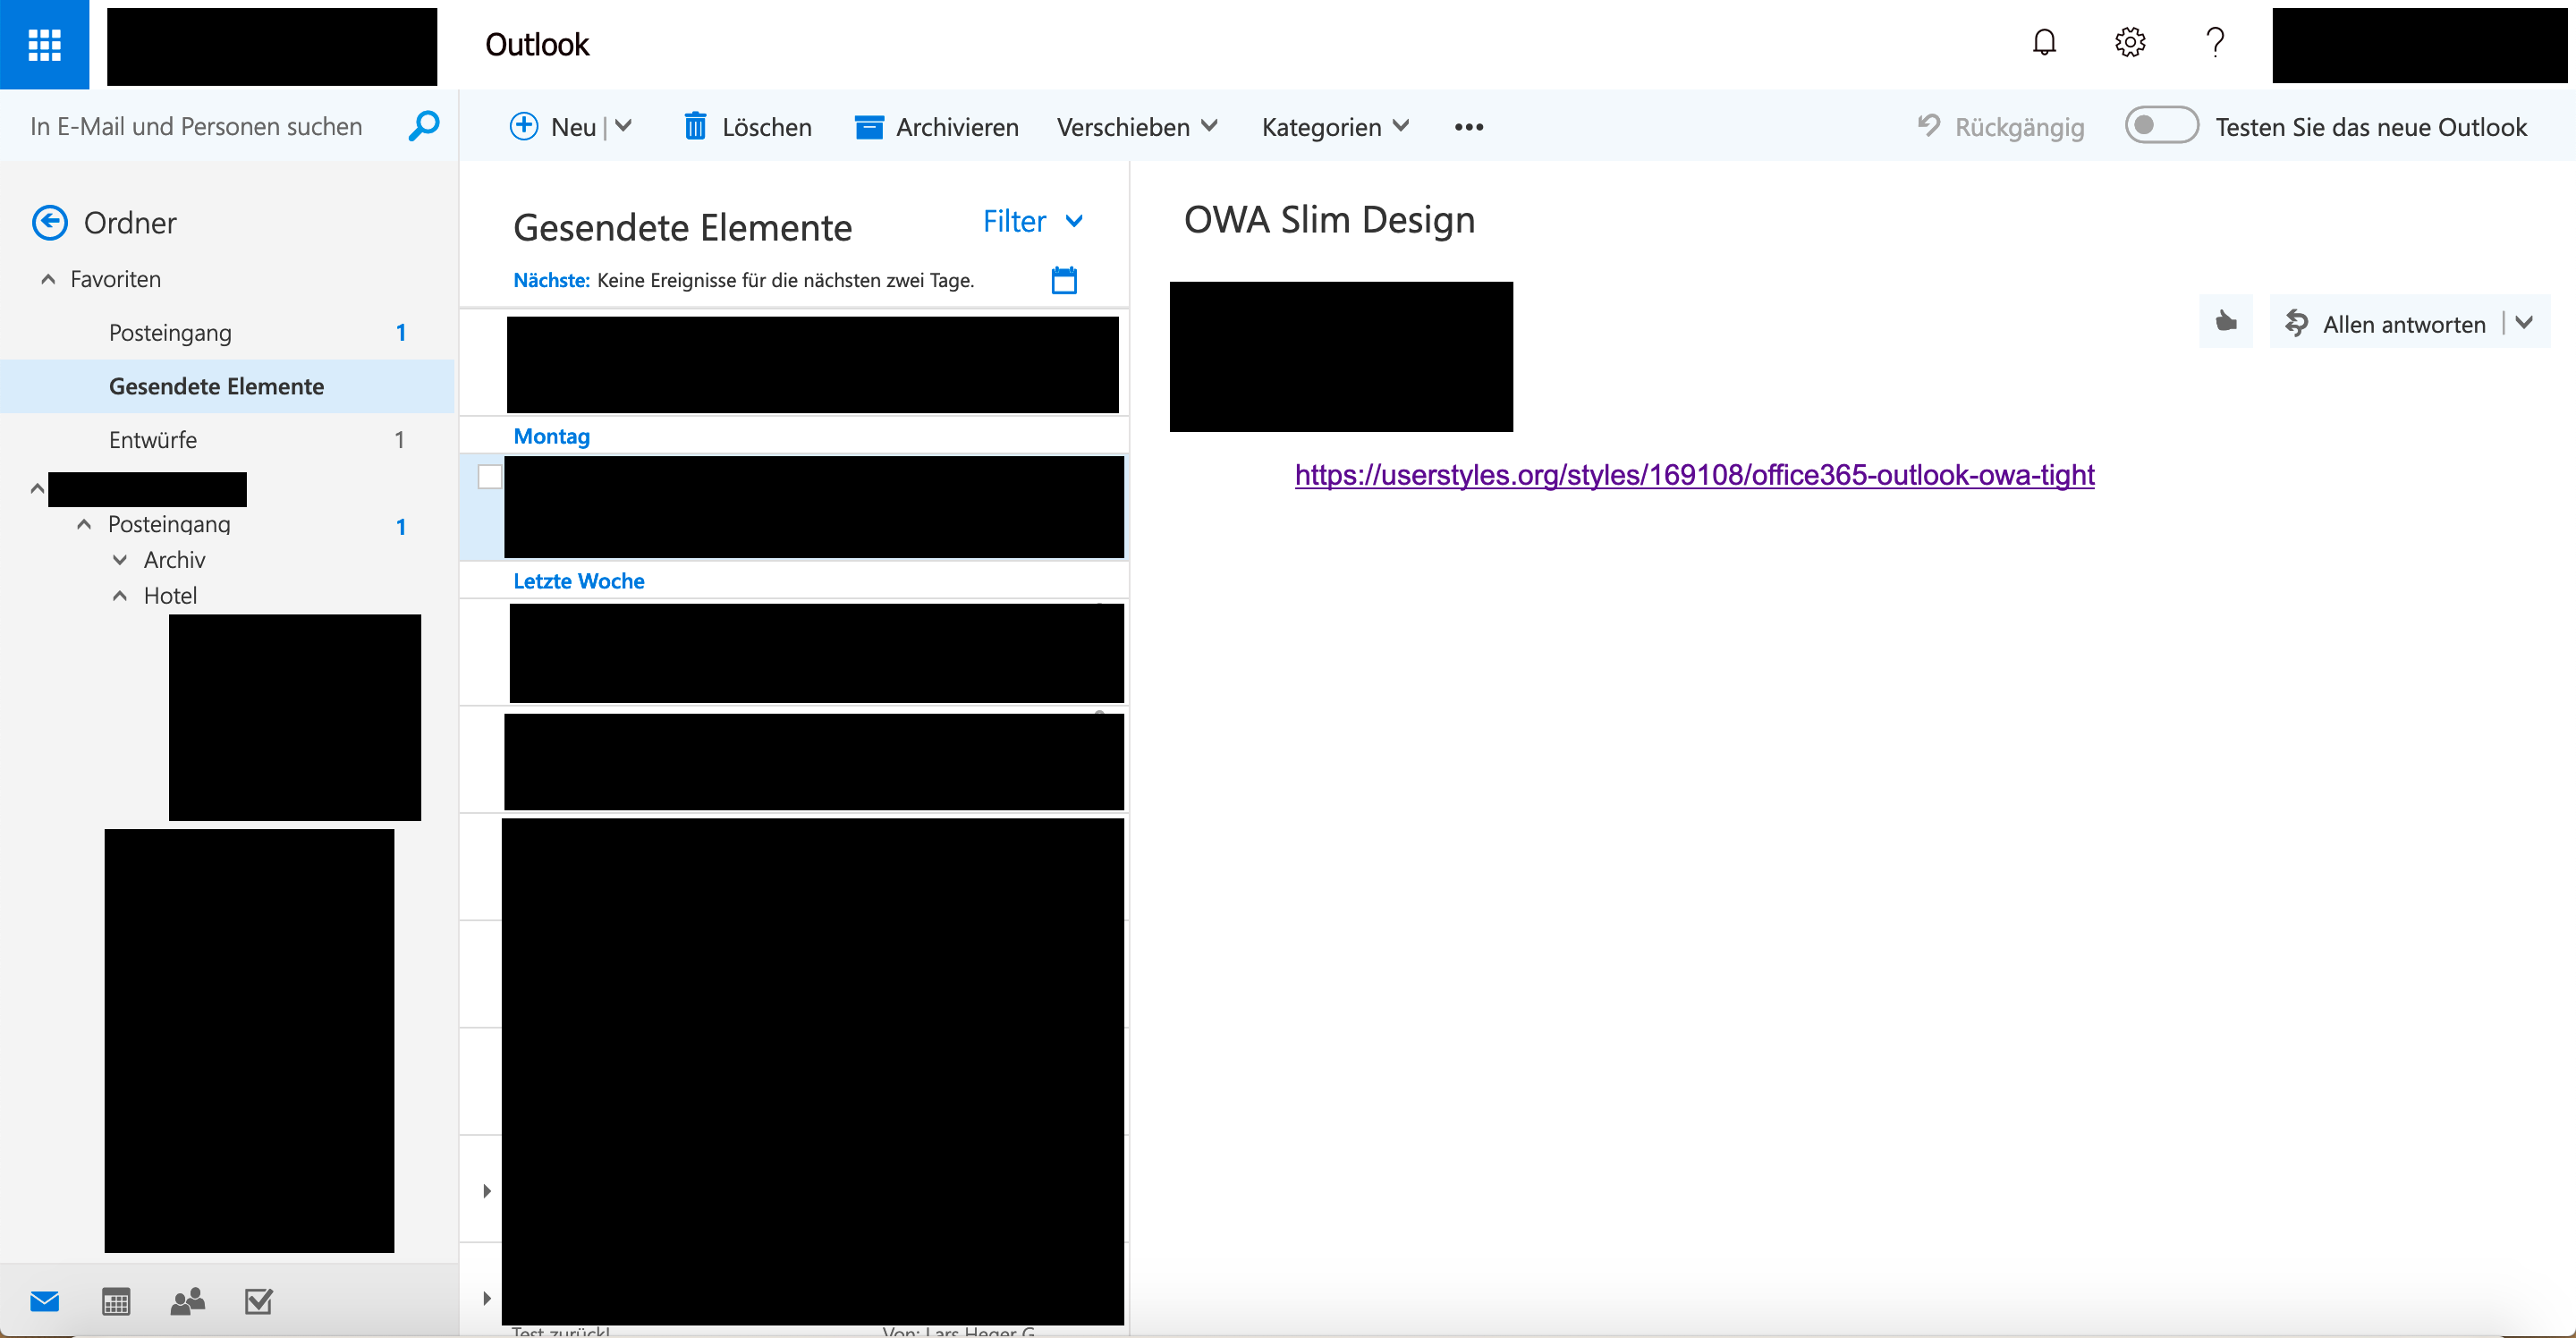 Outlook
In E-Mail und Personen suchen
Neu
Löschen
Archivieren
Verschieben
Kategorien
Rückgängig
Testen Sie das neue Outlook
Ordner
Favoriten
Posteingang 1
Gesendete Elemente
Entwürfe 1
Posteingang 1
Archiv
Hotel
Gesendete Elemente
Filter
Nächste: Keine Ereignisse für die nächsten zwei Tage.
Montag
Letzte Woche
Test zurück!
Von: Lars Heger G
OWA Slim Design
Allen antworten
https://userstyles.org/styles/169108/office365-outlook-owa-tight